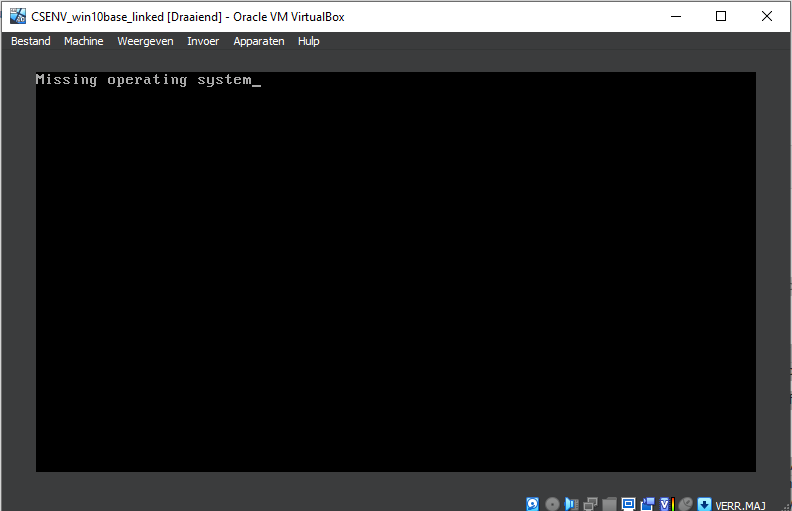 CSENV_win10base_linked [Draaiend] - Oracle VM VirtualBox
Bestand Machine Weergeven Invoer Apparaten Hulp
Missing operating system_
VERR.MAJ